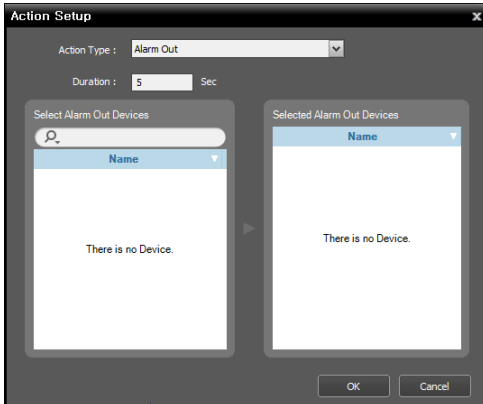 Action Setup
x
Action Type :
Alarm Out
Duration :
5
Sec
Select Alarm Out Devices
Name
There is no Device.
Selected Alarm Out Devices
Name
There is no Device.
OK
Cancel